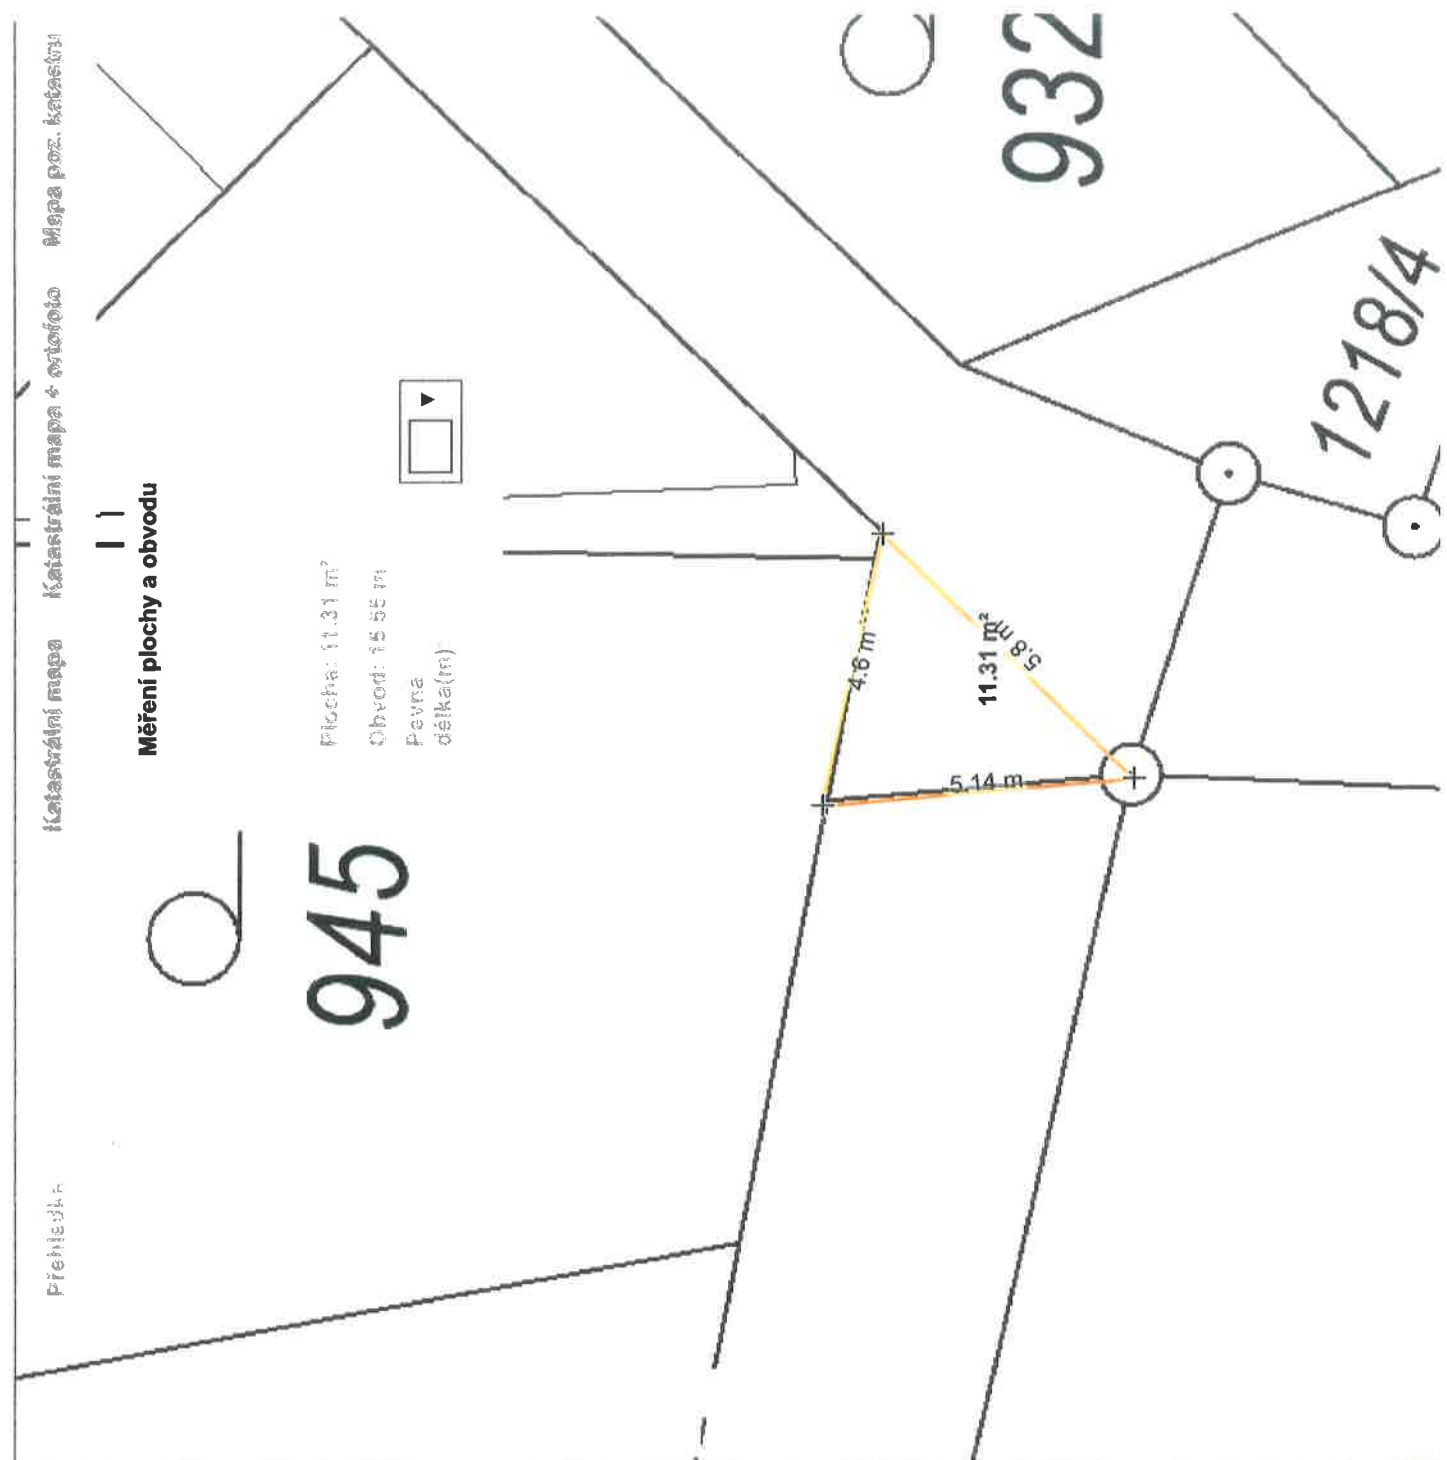 Přehledka Katastrální mapa Katastrální mapa + ortofoto Mapa poz. katastru
Měření plochy a obvodu
Plocha: 11.31 m²
Obvod: 15.55 m
Pevná
délka(m):
945
4.6 m
5.14 m
11.31 m²
5.8 m
932
1218/4